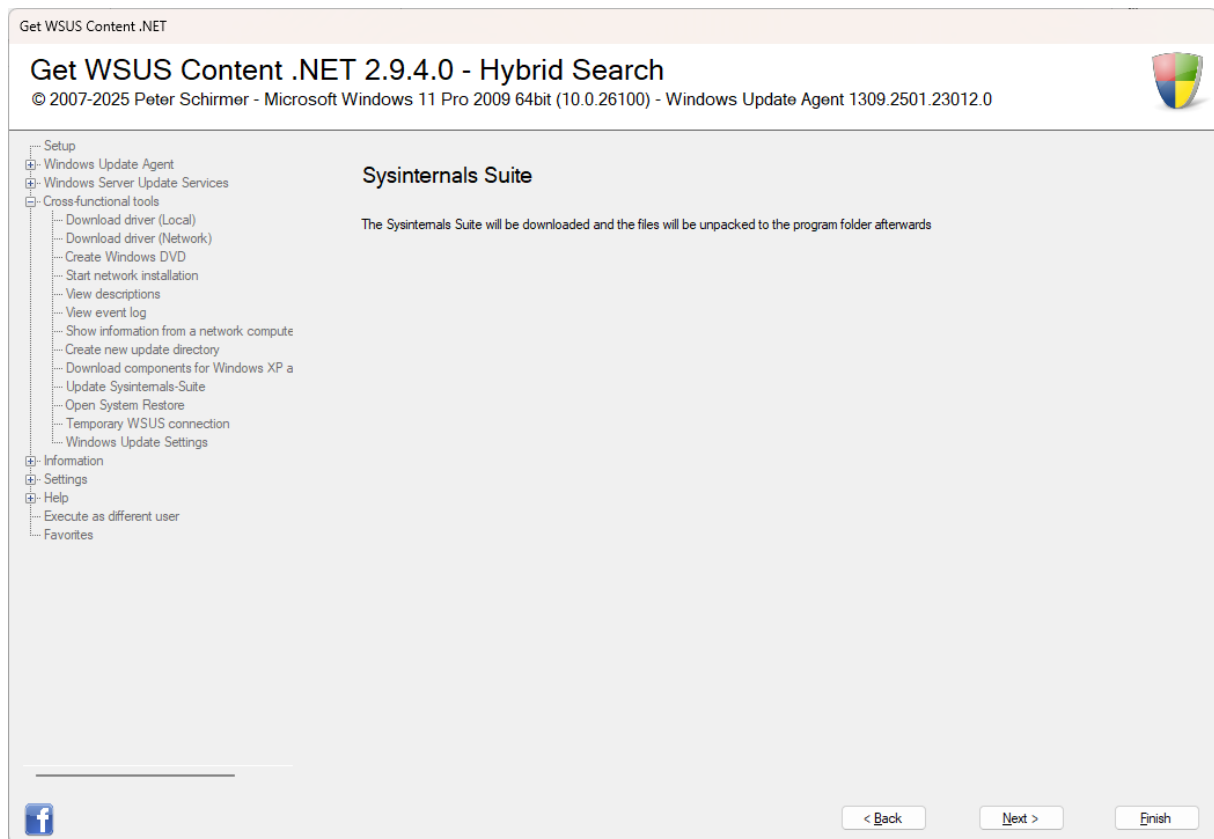 Get WSUS Content .NET
Get WSUS Content .NET 2.9.4.0 - Hybrid Search
© 2007-2025 Peter Schirmer - Microsoft Windows 11 Pro 2009 64bit (10.0.26100) - Windows Update Agent 1309.2501.23012.0
Setup
Windows Update Agent
Windows Server Update Services
Cross-functional tools
Download driver (Local)
Download driver (Network)
Create Windows DVD
Start network installation
View descriptions
View event log
Show information from a network compute
Create new update directory
Download components for Windows XP a
Update Sysinternals-Suite
Open System Restore
Temporary WSUS connection
Windows Update Settings
Information
Settings
Help
Execute as different user
Favorites
Sysinternals Suite
The Sysinternals Suite will be downloaded and the files will be unpacked to the program folder afterwards
f
< Back
Next >
Finish